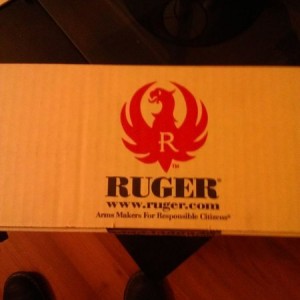 R
TM
RUGER®
www.ruger.com
Arms Makers For Responsible Citizens®